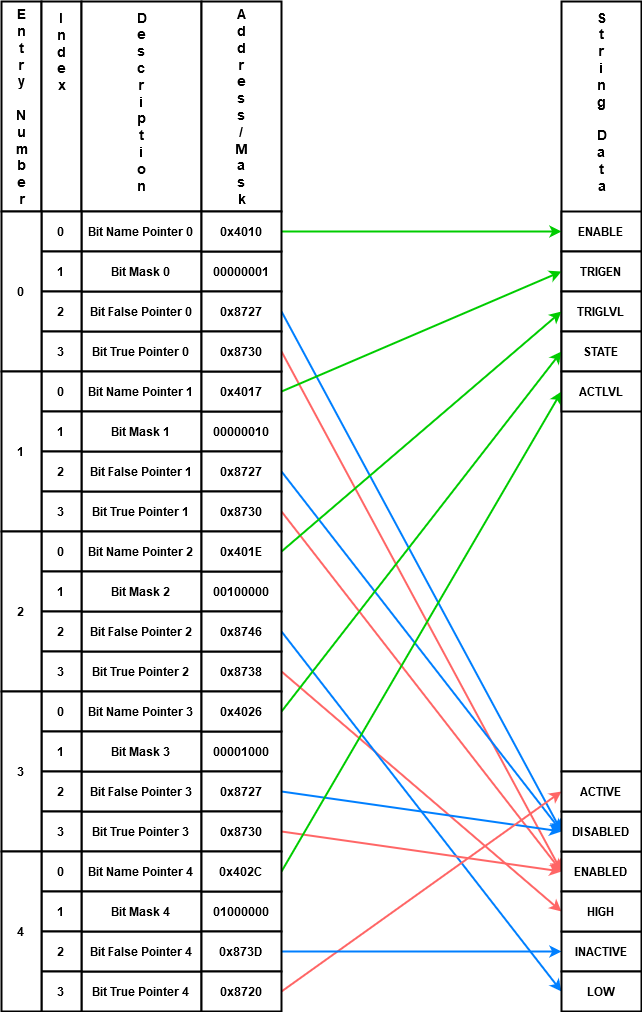 Entry Number Index Description Address/Mask String Data
0
0 Bit Name Pointer 0 0x4010 ENABLE
1 Bit Mask 0 00000001 TRIGEN
2 Bit False Pointer 0 0x8727 TRIGLVL
3 Bit True Pointer 0 0x8730 STATE
1
0 Bit Name Pointer 1 0x4017 ACTLVL
1 Bit Mask 1 00000010
2 Bit False Pointer 1 0x8727
3 Bit True Pointer 1 0x8730
2
0 Bit Name Pointer 2 0x401E
1 Bit Mask 2 00100000
2 Bit False Pointer 2 0x8746
3 Bit True Pointer 2 0x8738
3
0 Bit Name Pointer 3 0x4026
1 Bit Mask 3 00001000
2 Bit False Pointer 3 0x8727 ACTIVE
3 Bit True Pointer 3 0x8730 DISABLED
4
0 Bit Name Pointer 4 0x402C ENABLED
1 Bit Mask 4 01000000 HIGH
2 Bit False Pointer 4 0x873D INACTIVE
3 Bit True Pointer 4 0x8720 LOW